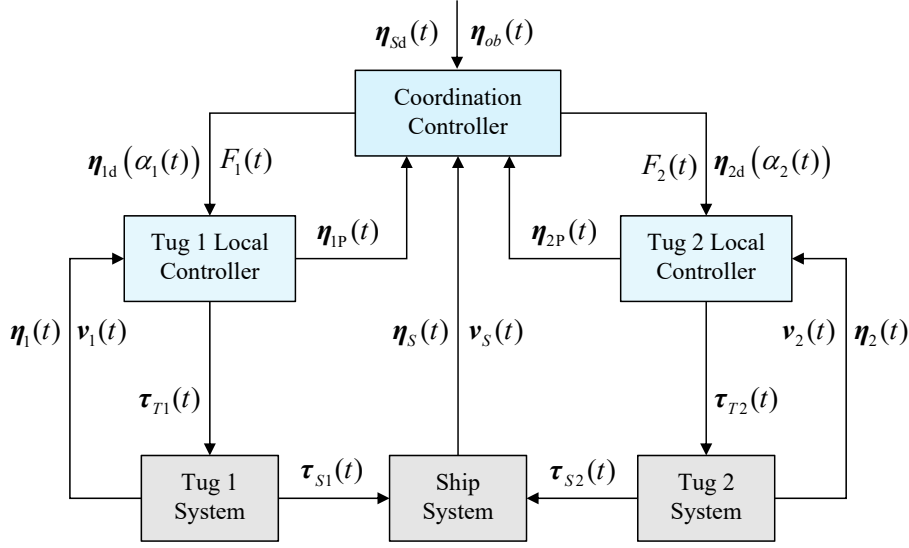 η_Sd(t) η_ob(t)
Coordination
Controller
η_1d(α_1(t)) F_1(t)
F_2(t) η_2d(α_2(t))
Tug 1 Local
Controller
η_1P(t)
η_2P(t)
Tug 2 Local
Controller
η_1(t) v_1(t)
η_S(t) v_S(t)
v_2(t) η_2(t)
τ_T1(t)
τ_T2(t)
Tug 1
System
τ_S1(t)
Ship
System
τ_S2(t)
Tug 2
System